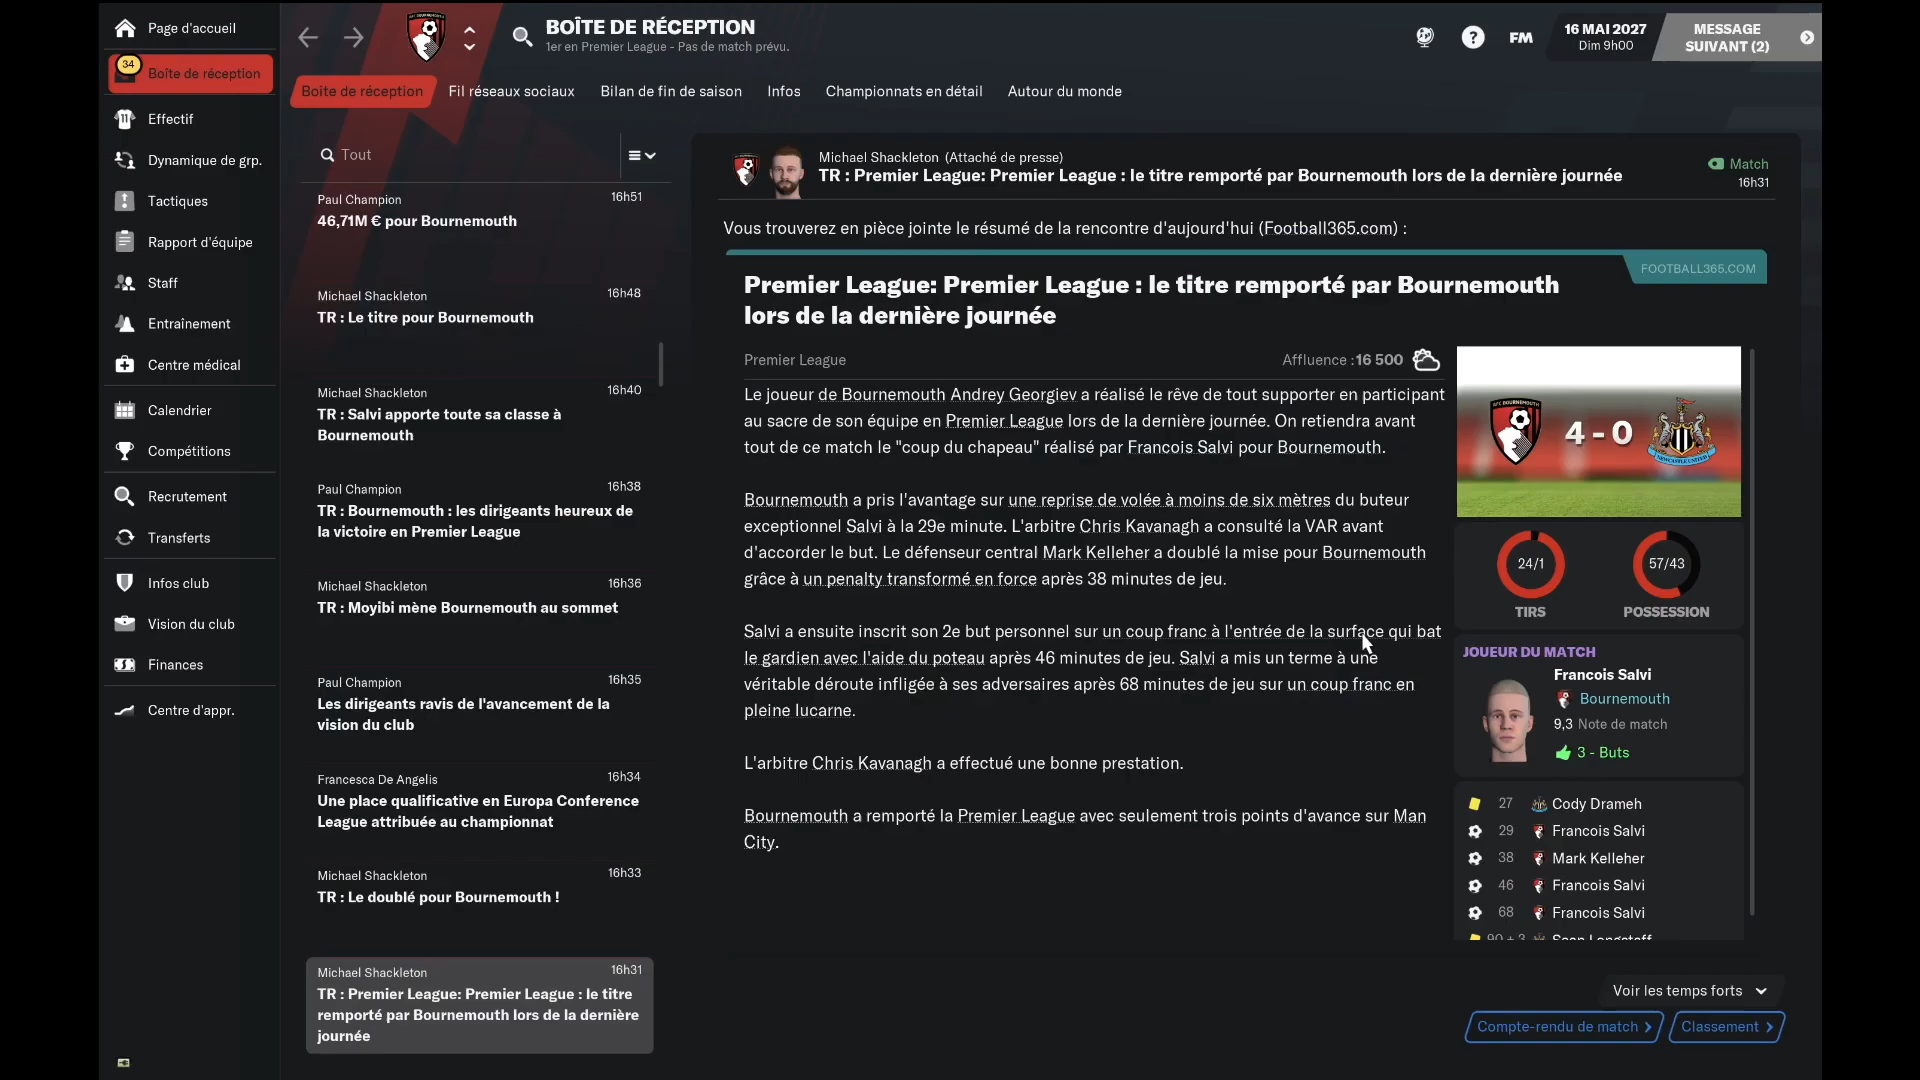 Page d'accueil
34
Boîte de réception
Effectif
Dynamique de grp.
Tactiques
Rapport d'équipe
Staff
Entraînement
Centre médical
Calendrier
Compétitions
Recrutement
Transferts
Infos club
Vision du club
Finances
Centre d'appr.
BOÎTE DE RÉCEPTION
1er en Premier League - Pas de match prévu.
FM
16 MAI 2027
Dim 9h00
MESSAGE
SUIVANT (2)
Boîte de réception
Fil réseaux sociaux
Bilan de fin de saison
Infos
Championnats en détail
Autour du monde
Tout
Paul Champion 16h51
46,71M € pour Bournemouth
Michael Shackleton 16h48
TR : Le titre pour Bournemouth
Michael Shackleton 16h40
TR : Salvi apporte toute sa classe à
Bournemouth
Paul Champion 16h38
TR : Bournemouth : les dirigeants heureux de
la victoire en Premier League
Michael Shackleton 16h36
TR : Moyibi mène Bournemouth au sommet
Paul Champion 16h35
Les dirigeants ravis de l'avancement de la
vision du club
Francesca De Angelis 16h34
Une place qualificative en Europa Conference
League attribuée au championnat
Michael Shackleton 16h33
TR : Le doublé pour Bournemouth !
Michael Shackleton 16h31
TR : Premier League: Premier League : le titre
remporté par Bournemouth lors de la dernière
journée
Michael Shackleton (Attaché de presse)
TR : Premier League: Premier League : le titre remporté par Bournemouth lors de la dernière journée
Match
16h31
Vous trouverez en pièce jointe le résumé de la rencontre d'aujourd'hui (Football365.com) :
FOOTBALL365.COM
Premier League: Premier League : le titre remporté par Bournemouth
lors de la dernière journée
Premier League
Affluence : 16 500
Le joueur de Bournemouth Andrey Georgiev a réalisé le rêve de tout supporter en participant
au sacre de son équipe en Premier League lors de la dernière journée. On retiendra avant
tout de ce match le "coup du chapeau" réalisé par Francois Salvi pour Bournemouth.
Bournemouth a pris l'avantage sur une reprise de volée à moins de six mètres du buteur
exceptionnel Salvi à la 29e minute. L'arbitre Chris Kavanagh a consulté la VAR avant
d'accorder le but. Le défenseur central Mark Kelleher a doublé la mise pour Bournemouth
grâce à un penalty transformé en force après 38 minutes de jeu.
Salvi a ensuite inscrit son 2e but personnel sur un coup franc à l'entrée de la surface qui bat
le gardien avec l'aide du poteau après 46 minutes de jeu. Salvi a mis un terme à une
véritable déroute infligée à ses adversaires après 68 minutes de jeu sur un coup franc en
pleine lucarne.
L'arbitre Chris Kavanagh a effectué une bonne prestation.
Bournemouth a remporté la Premier League avec seulement trois points d'avance sur Man
City.
4 - 0
24/1
TIRS
57/43
POSSESSION
JOUEUR DU MATCH
Francois Salvi
Bournemouth
9,3 Note de match
3 - Buts
27 Cody Drameh
29 Francois Salvi
38 Mark Kelleher
46 Francois Salvi
68 Francois Salvi
90 + 3 Sean Longstaff
Voir les temps forts
Compte-rendu de match
Classement